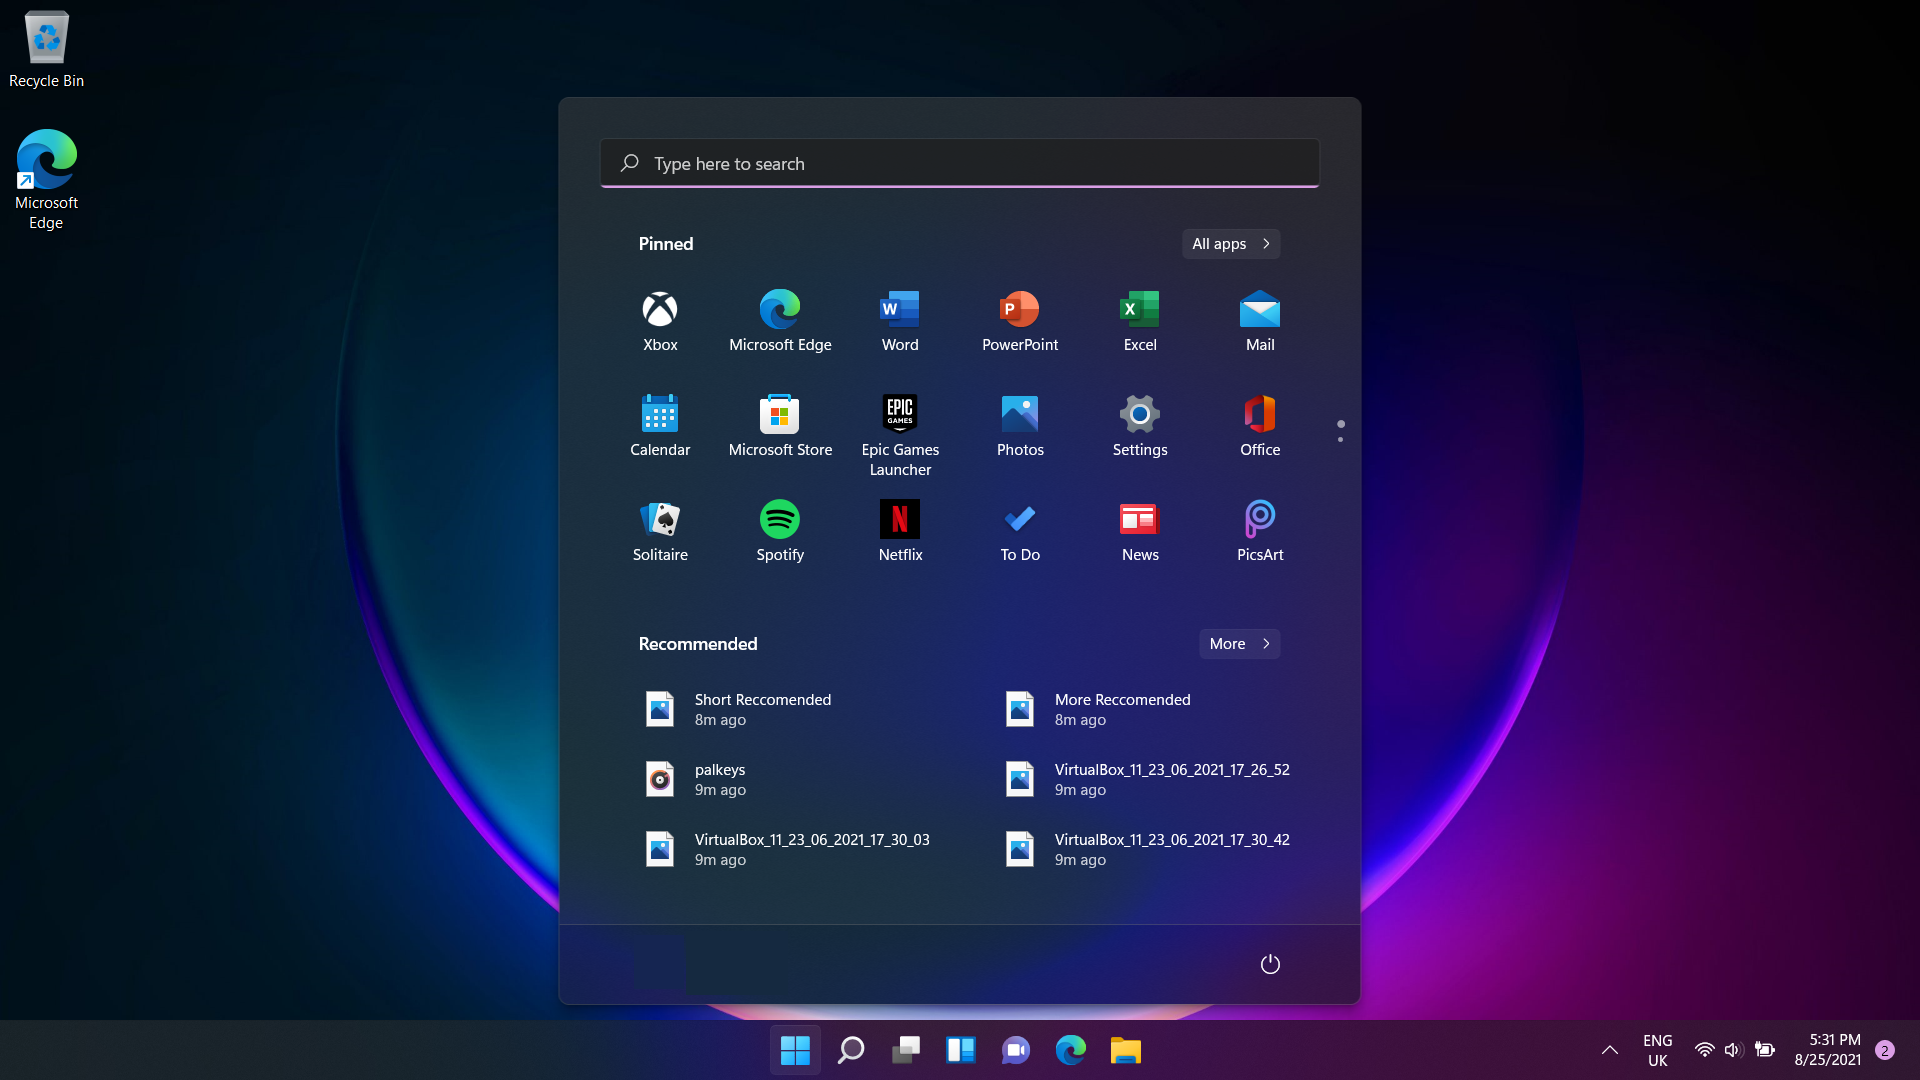 Recycle Bin
Microsoft
Edge
Type here to search
Pinned
All apps
Xbox
Microsoft Edge
W
Word
P
PowerPoint
X
Excel
Mail
Calendar
Microsoft Store
EPIC
GAMES
Epic Games
Launcher
Photos
Settings
Office
Solitaire
Spotify
N
Netflix
To Do
News
PicsArt
Recommended
More
Short Reccomended
8m ago
More Reccomended
8m ago
palkeys
9m ago
VirtualBox_11_23_06_2021_17_26_52
9m ago
VirtualBox_11_23_06_2021_17_30_03
9m ago
VirtualBox_11_23_06_2021_17_30_42
9m ago
ENG
UK
5:31 PM
8/25/2021
2